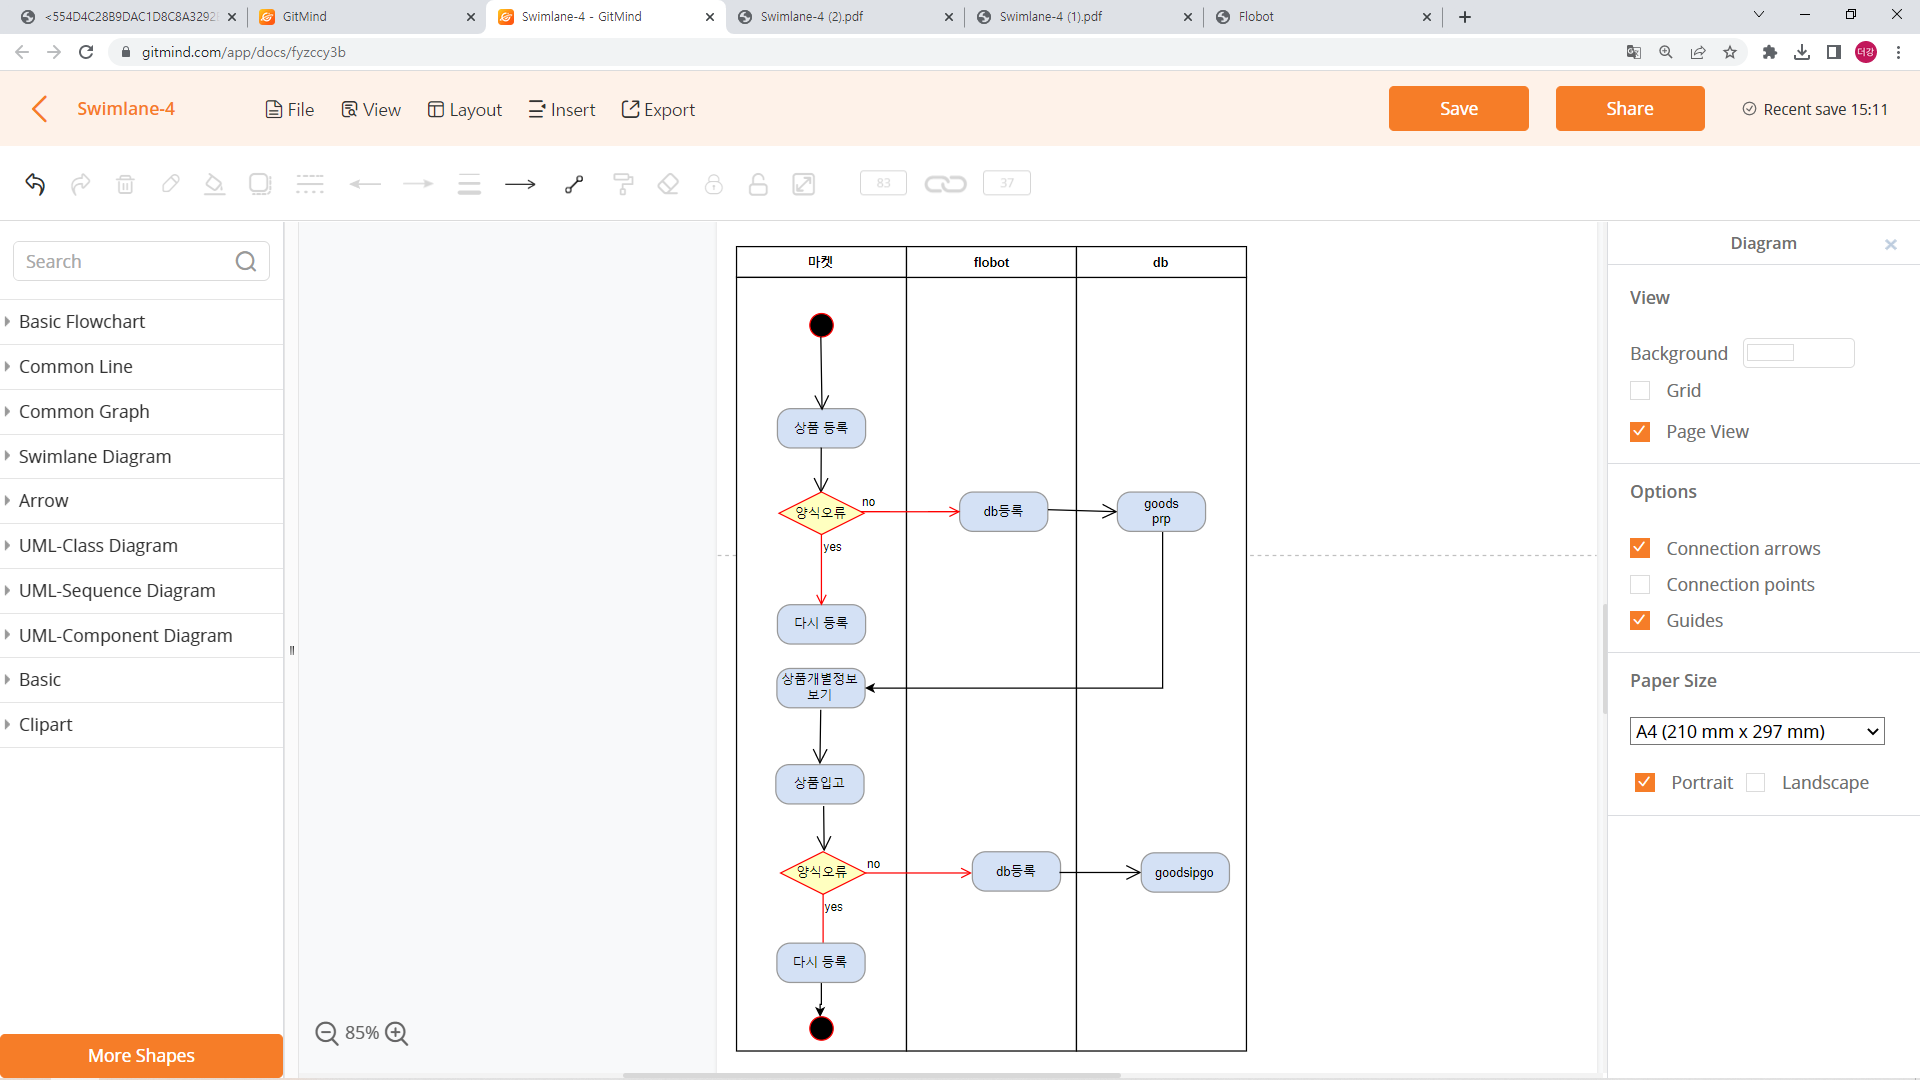 <554D4C28B9DAC1D8C8A3292
GitMind
Swimlane-4 - GitMind
Swimlane-4 (2).pdf
Swimlane-4 (1).pdf
Flobot
gitmind.com/app/docs/fyzccy3b
더강
Swimlane-4
File
View
Layout
Insert
Export
Save
Share
Recent save 15:11
83
37
Search
Basic Flowchart
Common Line
Common Graph
Swimlane Diagram
Arrow
UML-Class Diagram
UML-Sequence Diagram
UML-Component Diagram
Basic
Clipart
More Shapes
85%
마켓
flobot
db
상품 등록
양식오류
no
db등록
goods
prp
yes
다시 등록
상품개별정보
보기
상품입고
양식오류
no
db등록
goodsipgo
yes
다시 등록
Diagram
View
Background
Grid
Page View
Options
Connection arrows
Connection points
Guides
Paper Size
A4 (210 mm x 297 mm)
Portrait
Landscape